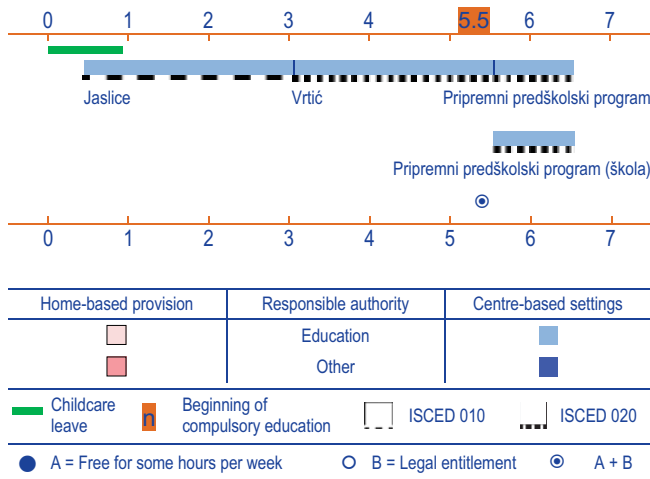 0 1 2 3 4 5.5 6 7
Jaslice Vrtić Pripremni predškolski program
Pripremni predškolski program (škola)
0 1 2 3 4 5 6 7
Home-based provision Responsible authority Centre-based settings
Education
Other
Childcare leave
n
Beginning of compulsory education
ISCED 010
ISCED 020
A = Free for some hours per week B = Legal entitlement A + B